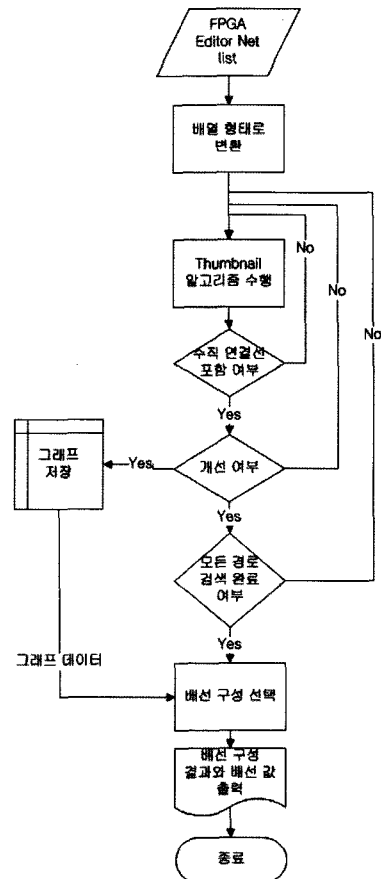 FPGA
Editor Net
list
배열 형태로
변환
No
Thumbnail
알고리즘 수행
No
No
수직 연결선
포함 여부
Yes
그래프
저장
Yes
개선 여부
Yes
모든 경로
검색 완료
여부
Yes
그래프 데이터
배선 구성 선택
배선 구성
결과와 배선 값
출력
종료